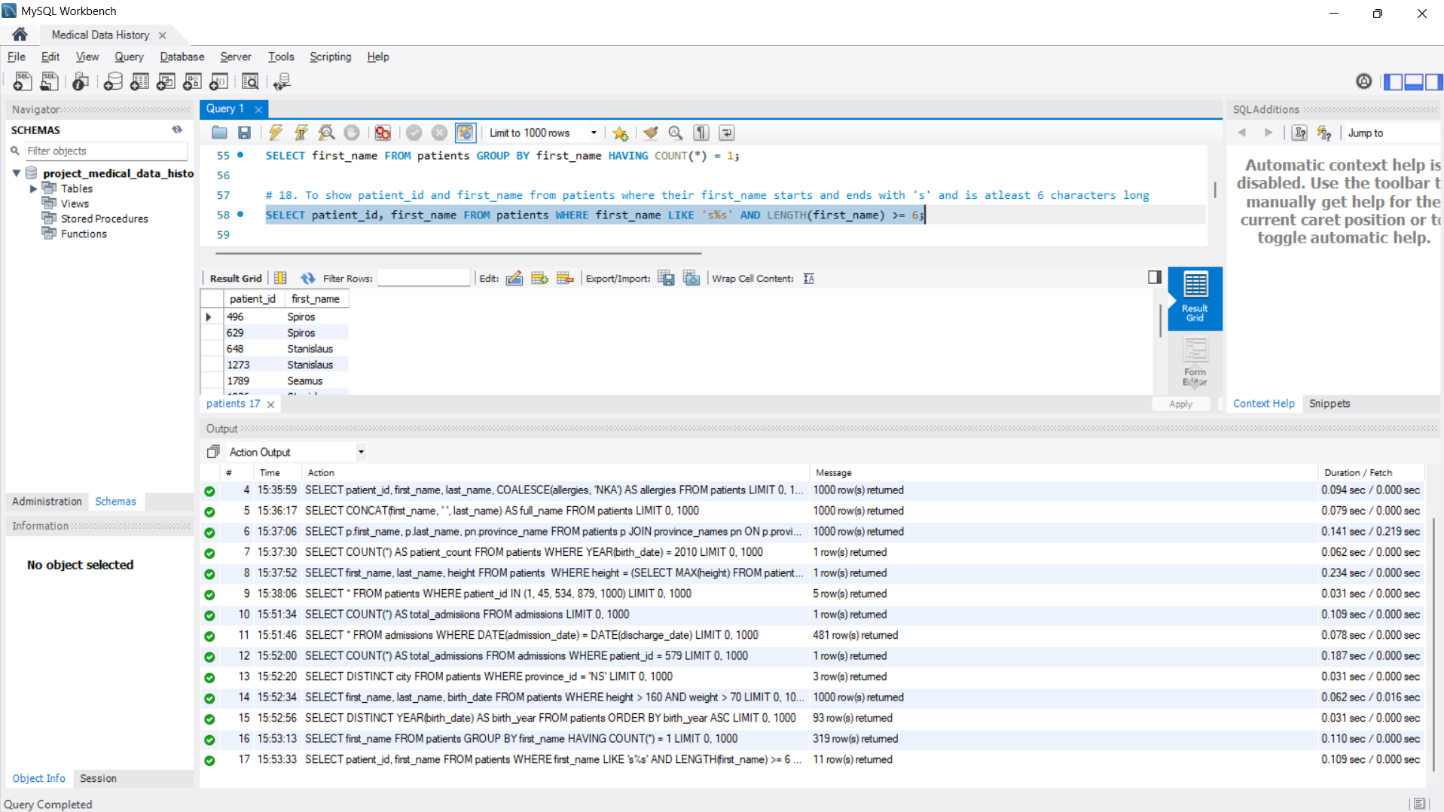 MySQL Workbench
Medical Data History
File Edit View Query Database Server Tools Scripting Help
Navigator
SCHEMAS
Filter objects
project_medical_data_histo
Tables
Views
Stored Procedures
Functions
Administration Schemas
Information
No object selected
Object Info Session
Query Completed
Query 1
Limit to 1000 rows
55 SELECT first_name FROM patients GROUP BY first_name HAVING COUNT(*) = 1;
56
57 # 18. To show patient_id and first_name from patients where their first_name starts and ends with 's' and is atleast 6 characters long
58 SELECT patient_id, first_name FROM patients WHERE first_name LIKE 's%s' AND LENGTH(first_name) >= 6;
59
Result Grid Filter Rows: Edit: Export/Import: Wrap Cell Content:
patient_id first_name
496 Spiros
629 Spiros
648 Stanislaus
1273 Stanislaus
1789 Seamus
Result Grid
Form Editor
patients 17
Apply
SQLAdditions
Jump to
Automatic context help is
disabled. Use the toolbar t
manually get help for the
current caret position or to
toggle automatic help.
Context Help Snippets
Output
Action Output
# Time Action Message Duration / Fetch
4 15:35:59 SELECT patient_id, first_name, last_name, COALESCE(allergies, 'NKA') AS allergies FROM patients LIMIT 0, 1... 1000 row(s) returned 0.094 sec / 0.000 sec
5 15:36:17 SELECT CONCAT(first_name, ' ', last_name) AS full_name FROM patients LIMIT 0, 1000 1000 row(s) returned 0.079 sec / 0.000 sec
6 15:37:06 SELECT p.first_name, p.last_name, pn.province_name FROM patients p JOIN province_names pn ON p.provi... 1000 row(s) returned 0.141 sec / 0.219 sec
7 15:37:30 SELECT COUNT(*) AS patient_count FROM patients WHERE YEAR(birth_date) = 2010 LIMIT 0, 1000 1 row(s) returned 0.062 sec / 0.000 sec
8 15:37:52 SELECT first_name, last_name, height FROM patients WHERE height = (SELECT MAX(height) FROM patient... 1 row(s) returned 0.234 sec / 0.000 sec
9 15:38:06 SELECT * FROM patients WHERE patient_id IN (1, 45, 534, 879, 1000) LIMIT 0, 1000 5 row(s) returned 0.031 sec / 0.000 sec
10 15:51:34 SELECT COUNT(*) AS total_admisiions FROM admissions LIMIT 0, 1000 1 row(s) returned 0.109 sec / 0.000 sec
11 15:51:46 SELECT * FROM admissions WHERE DATE(admission_date) = DATE(discharge_date) LIMIT 0, 1000 481 row(s) returned 0.078 sec / 0.000 sec
12 15:52:00 SELECT COUNT(*) AS total_admissions FROM admissions WHERE patient_id = 579 LIMIT 0, 1000 1 row(s) returned 0.187 sec / 0.000 sec
13 15:52:20 SELECT DISTINCT city FROM patients WHERE province_id = 'NS' LIMIT 0, 1000 3 row(s) returned 0.031 sec / 0.000 sec
14 15:52:34 SELECT first_name, last_name, birth_date FROM patients WHERE height > 160 AND weight > 70 LIMIT 0, 10... 1000 row(s) returned 0.062 sec / 0.016 sec
15 15:52:56 SELECT DISTINCT YEAR(birth_date) AS birth_year FROM patients ORDER BY birth_year ASC LIMIT 0, 1000 93 row(s) returned 0.031 sec / 0.000 sec
16 15:53:13 SELECT first_name FROM patients GROUP BY first_name HAVING COUNT(*) = 1 LIMIT 0, 1000 319 row(s) returned 0.110 sec / 0.000 sec
17 15:53:33 SELECT patient_id, first_name FROM patients WHERE first_name LIKE 's%s' AND LENGTH(first_name) >= 6 ... 11 row(s) returned 0.109 sec / 0.000 sec